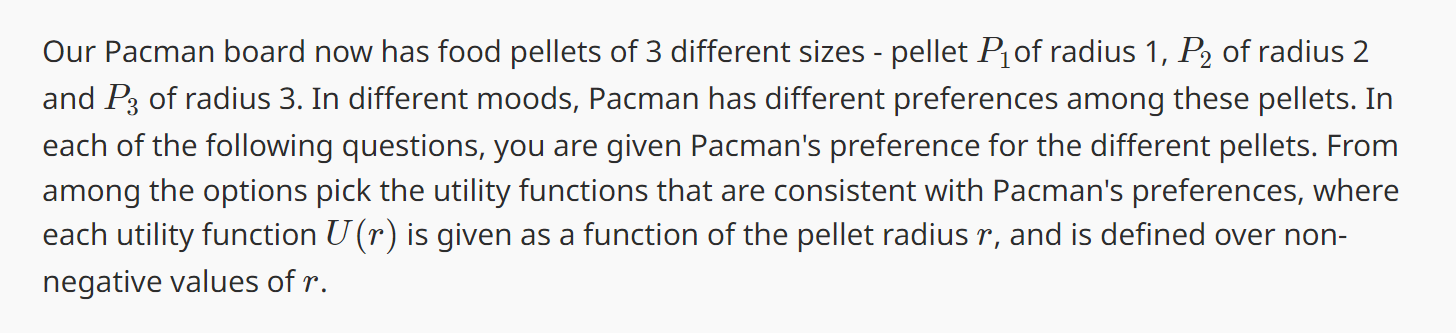 Our Pacman board now has food pellets of 3 different sizes - pellet P₁of radius 1, P₂ of radius 2
and P₃ of radius 3. In different moods, Pacman has different preferences among these pellets. In
each of the following questions, you are given Pacman's preference for the different pellets. From
among the options pick the utility functions that are consistent with Pacman's preferences, where
each utility function U(r) is given as a function of the pellet radius r, and is defined over non-
negative values of r.